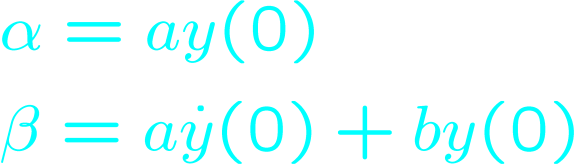 α = ay(0)
β = aẏ(0) + by(0)